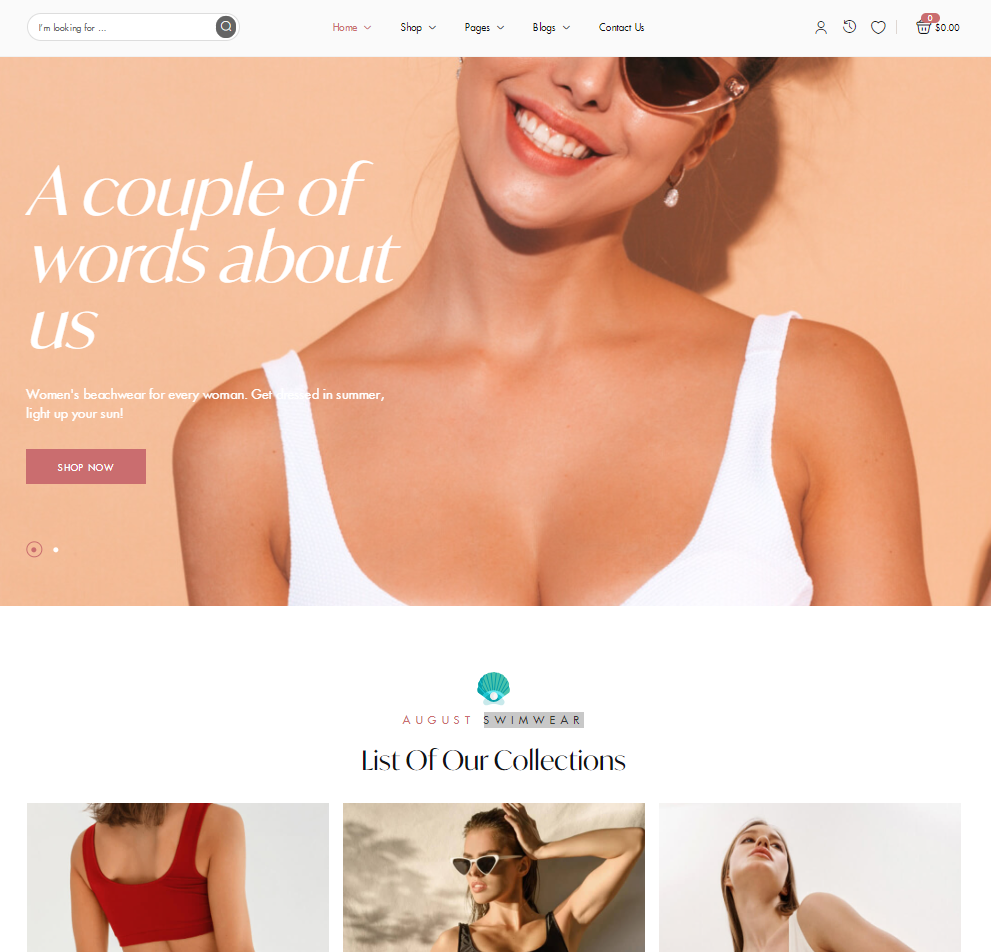 I'm looking for ...
Home Shop Pages Blogs Contact Us
0
$0.00
A couple of
words about
us
Women's beachwear for every woman. Get dressed in summer,
light up your sun!
SHOP NOW
AUGUST SWIMWEAR
List Of Our Collections